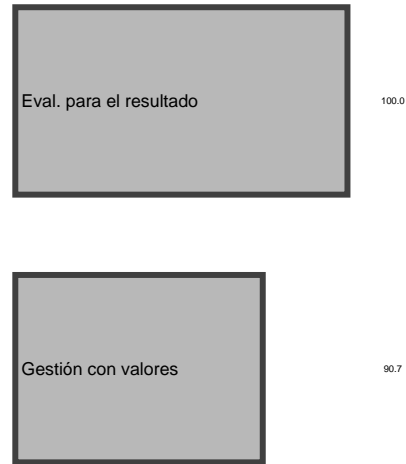 Eval. para el resultado
100.0
Gestión con valores
90.7